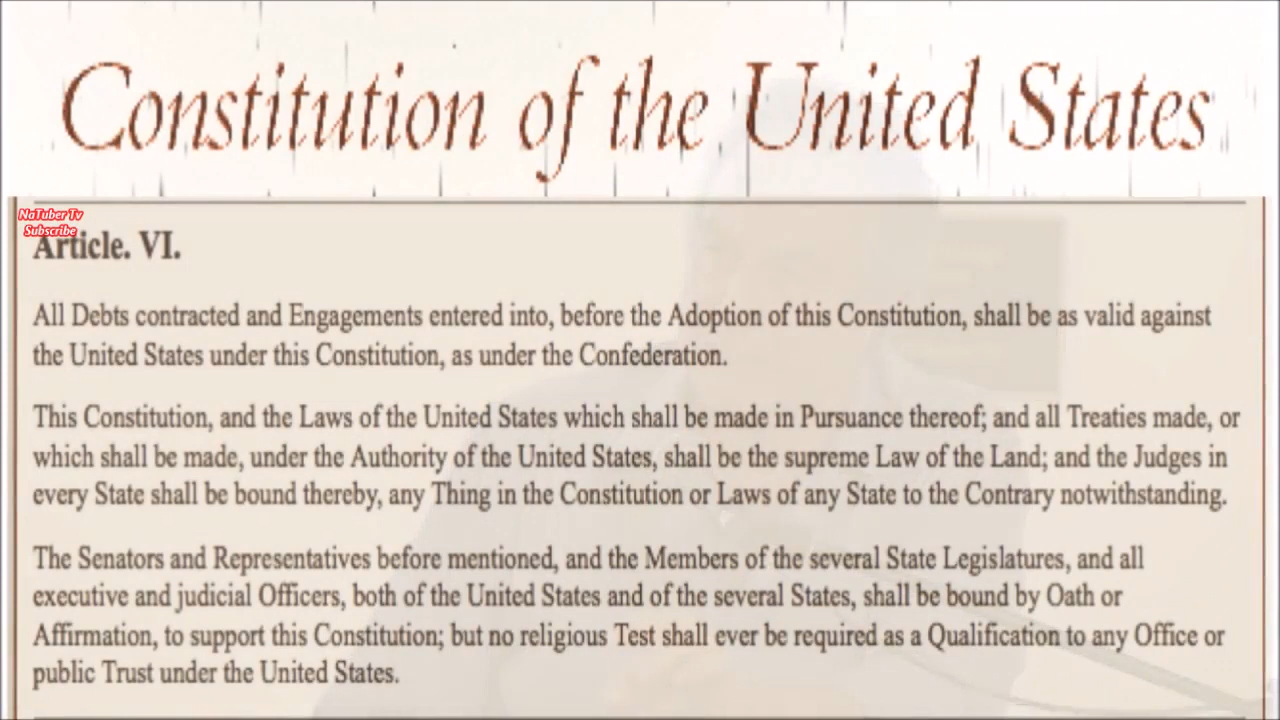 Constitution of the United States
NaTuber Tv
Subscribe
Article. VI.
All Debts contracted and Engagements entered into, before the Adoption of this Constitution, shall be as valid against
the United States under this Constitution, as under the Confederation.
This Constitution, and the Laws of the United States which shall be made in Pursuance thereof; and all Treaties made, or
which shall be made, under the Authority of the United States, shall be the supreme Law of the Land; and the Judges in
every State shall be bound thereby, any Thing in the Constitution or Laws of any State to the Contrary notwithstanding.
The Senators and Representatives before mentioned, and the Members of the several State Legislatures, and all
executive and judicial Officers, both of the United States and of the several States, shall be bound by Oath or
Affirmation, to support this Constitution; but no religious Test shall ever be required as a Qualification to any Office or
public Trust under the United States.